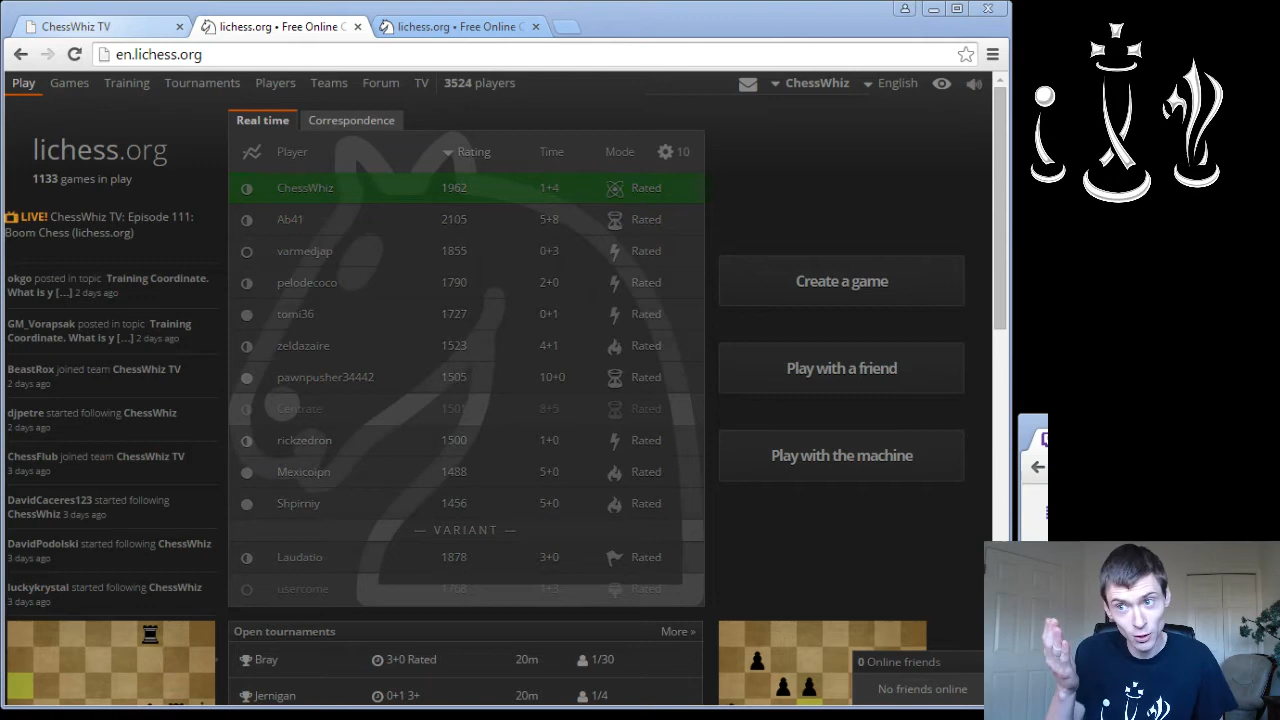 ChessWhiz TV
lichess.org • Free Online C
lichess.org • Free Online C
en.lichess.org
Play Games Training Tournaments Players Teams Forum TV 3524 players ChessWhiz English
lichess.org
1133 games in play
LIVE! ChessWhiz TV: Episode 111:
Boom Chess (lichess.org)
okgo posted in topic Training Coordinate.
What is y [...] 2 days ago
GM_Vorapsak posted in topic Training
Coordinate. What is y [...] 2 days ago
BeastRox joined team ChessWhiz TV
2 days ago
djpetre started following ChessWhiz
2 days ago
ChessFlub joined team ChessWhiz TV
3 days ago
DavidCaceres123 started following
ChessWhiz 3 days ago
DavidPodolski started following ChessWhiz
3 days ago
luckykrystal started following ChessWhiz
3 days ago
Real time Correspondence
Player Rating Time Mode 10
ChessWhiz 1962 1+4 Rated
Ab41 2105 5+8 Rated
varmedjap 1855 0+3 Rated
pelodecoco 1790 2+0 Rated
tomi36 1727 0+1 Rated
zeldazaire 1523 4+1 Rated
pawnpusher34442 1505 10+0 Rated
Centrate 1501 8+5 Rated
rickzedron 1500 1+0 Rated
Mexicoipn 1488 5+0 Rated
Shpirniy 1456 5+0 Rated
— VARIANT —
Laudatio 1878 3+0 Rated
usercome 1768 1+3 Rated
Create a game
Play with a friend
Play with the machine
Open tournaments More »
Bray 3+0 Rated 20m 1/30
Jernigan 0+1 3+ 20m 1/4
0 Online friends
No friends online